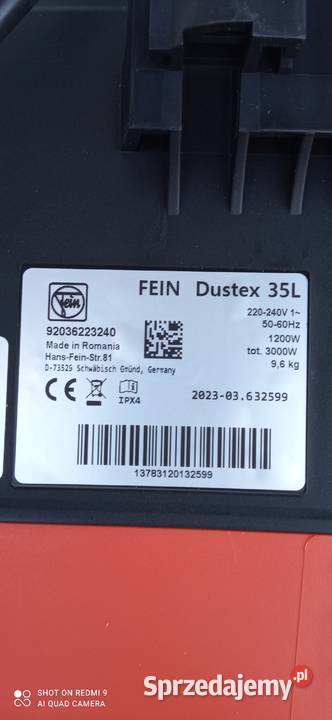 Fein
FEIN Dustex 35L
92036223240
Made in Romania
Hans-Fein-Str.81
D-73529 Schwäbisch Gmünd, Germany
220-240V 1~
50-60Hz
1200W
tot. 3000W
9,6 kg
CE
IPX4
2023-03.632599
13783120132599
SHOT ON REDMI 9
AI QUAD CAMERA
Sprzedajemy.pl